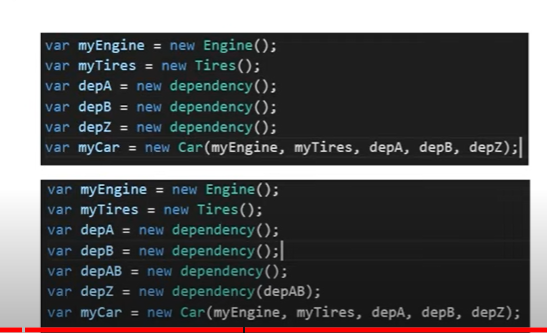 var myEngine = new Engine();
var myTires = new Tires();
var depA = new dependency();
var depB = new dependency();
var depZ = new dependency();
var myCar = new Car(myEngine, myTires, depA, depB, depZ);
var myEngine = new Engine();
var myTires = new Tires();
var depA = new dependency();
var depB = new dependency();
var depAB = new dependency();
var depZ = new dependency(depAB);
var myCar = new Car(myEngine, myTires, depA, depB, depZ);